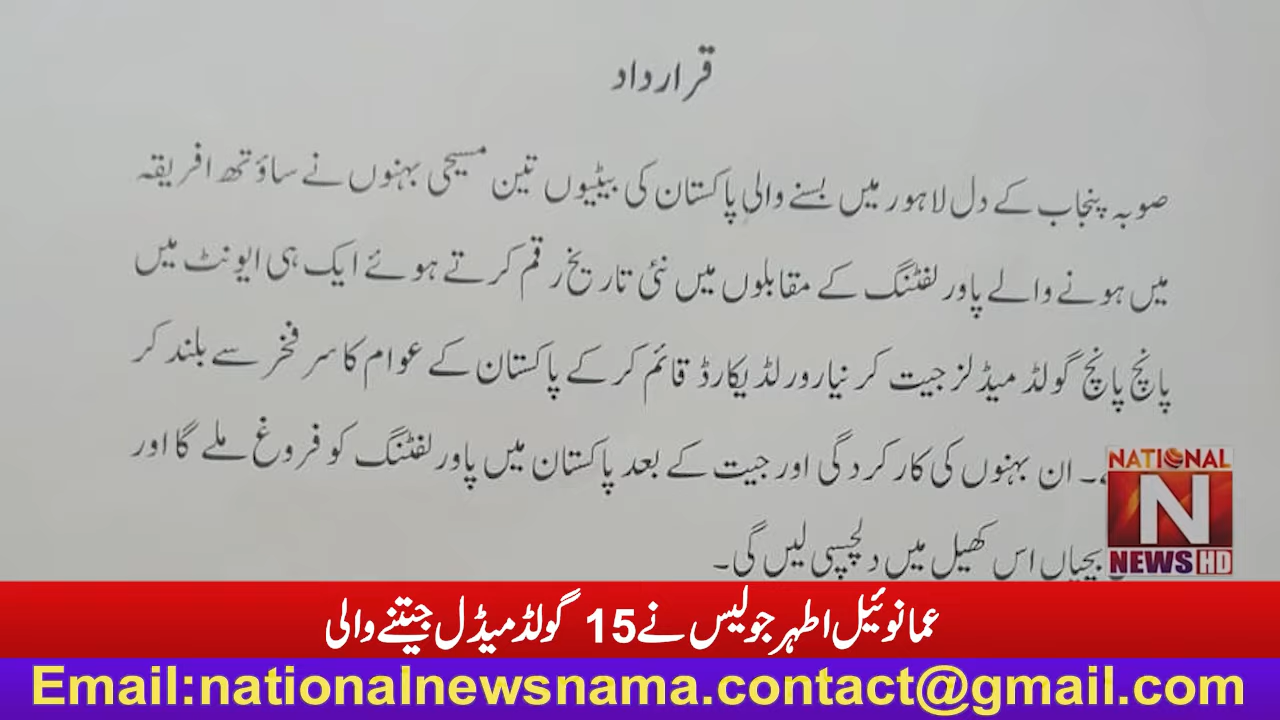 قرارداد
صوبہ پنجاب کے دل لاہور میں بسنے والی پاکستان کی بیٹیوں تین مسیحی بہنوں نے ساؤتھ افریقہ
میں ہونے والے پاور لفٹنگ کے مقابلوں میں نئی تاریخ رقم کرتے ہوئے ایک ہی ایونٹ میں
پانچ پانچ گولڈ میڈلز جیت کر نیا ورلڈ یکارڈ قائم کر کے پاکستان کے عوام کا سر فخر سے بلند کر
۔ ان بہنوں کی کارکردگی اور جیت کے بعد پاکستان میں پاور لفٹنگ کو فروغ ملے گا اور
بچیاں اس کھیل میں دلچسپی لیں گی۔
NATIONAL
N
NEWS HD
عمانوئیل اطہر جولیس نے 15 گولڈ میڈل جیتنے والی
Email:nationalnewsnama.contact@gmail.com